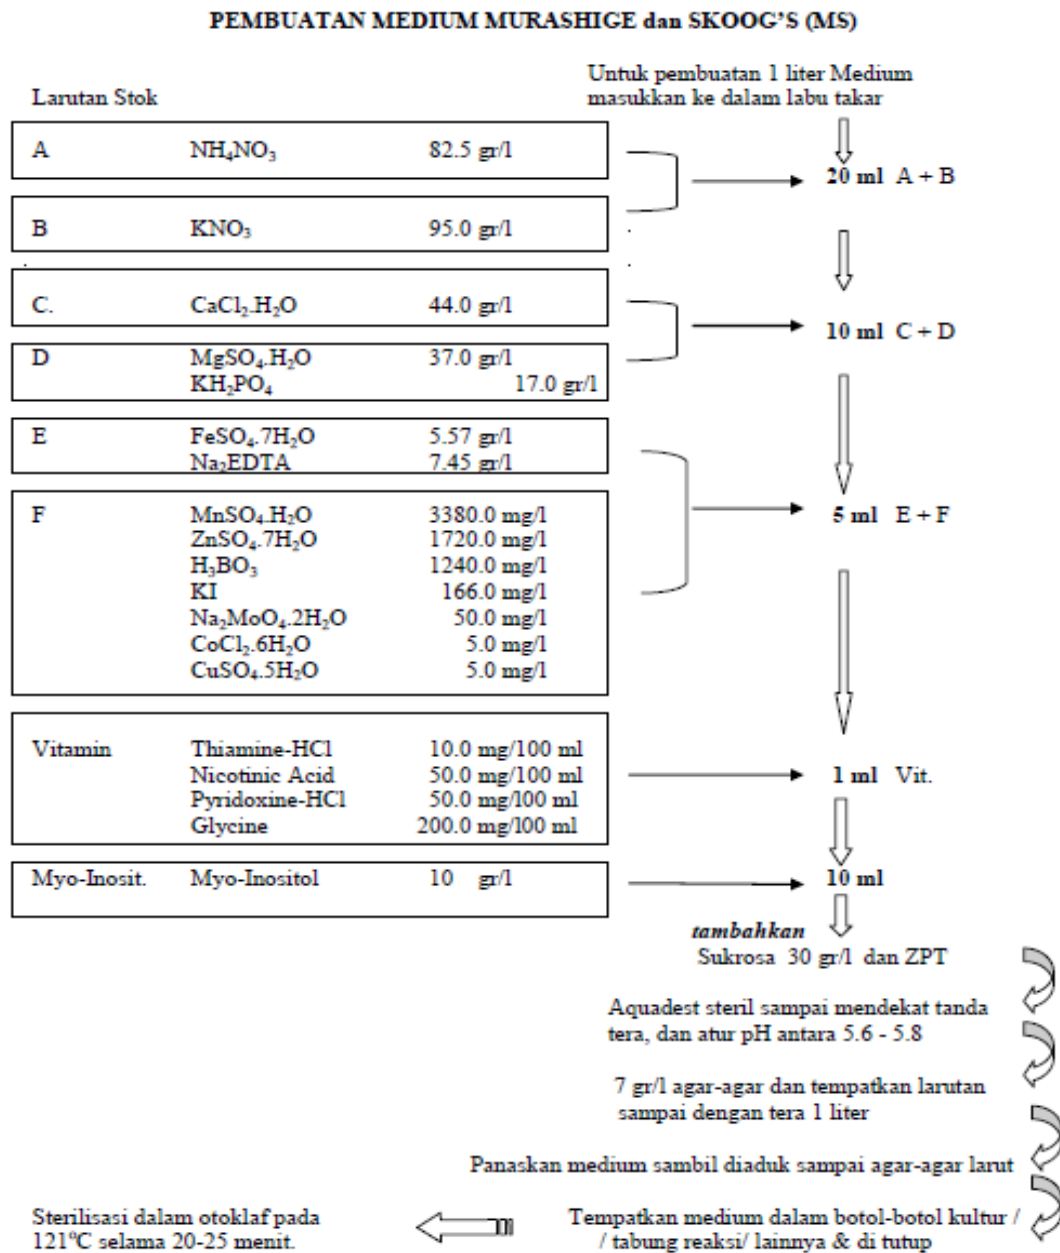 PEMBUATAN MEDIUM MURASHIGE dan SKOOG'S (MS)
Larutan Stok
Untuk pembuatan 1 liter Medium
masukkan ke dalam labu takar
A NH₄NO₃ 82.5 gr/l
20 ml A + B
B KNO₃ 95.0 gr/l
C. CaCl₂.H₂O 44.0 gr/l
10 ml C + D
D MgSO₄.H₂O 37.0 gr/l
KH₂PO₄ 17.0 gr/l
E FeSO₄.7H₂O 5.57 gr/l
Na₂EDTA 7.45 gr/l
F MnSO₄.H₂O 3380.0 mg/l
5 ml E + F
ZnSO₄.7H₂O 1720.0 mg/l
H₃BO₃ 1240.0 mg/l
KI 166.0 mg/l
Na₂MoO₄.2H₂O 50.0 mg/l
CoCl₂.6H₂O 5.0 mg/l
CuSO₄.5H₂O 5.0 mg/l
Vitamin Thiamine-HCl 10.0 mg/100 ml
Nicotinic Acid 50.0 mg/100 ml
1 ml Vit.
Pyridoxine-HCl 50.0 mg/l00 ml
Glycine 200.0 mg/l00 ml
Myo-Inosit. Myo-Inositol 10 gr/l
10 ml
tambahkan
Sukrosa 30 gr/l dan ZPT
Aquadest steril sampai mendekat tanda
tera, dan atur pH antara 5.6 - 5.8
7 gr/l agar-agar dan tempatkan larutan
sampai dengan tera 1 liter
Panaskan medium sambil diaduk sampai agar-agar larut
Tempatkan medium dalam botol-botol kultur /
/ tabung reaksi/ lainnya & di tutup
Sterilisasi dalam otoklaf pada
121°C selama 20-25 menit.